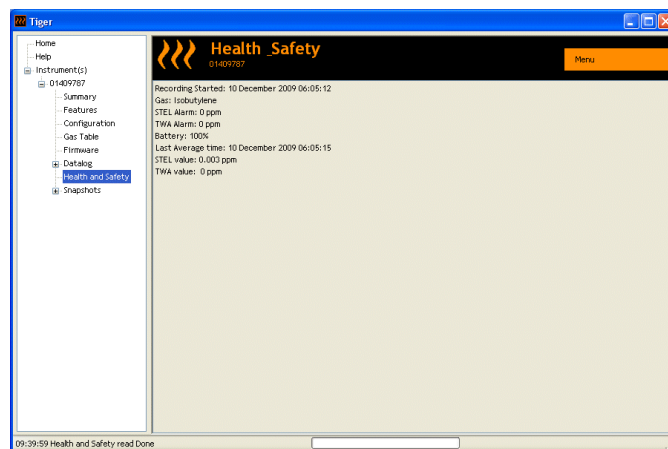 Tiger
Home
Help
Instrument(s)
01409787
Summary
Features
Configuration
Gas Table
Firmware
Datalog
Health and Safety
Snapshots
Health _Safety
01409787
Menu
Recording Started: 10 December 2009 06:05:12
Gas: Isobutylene
STEL Alarm: 0 ppm
TWA Alarm: 0 ppm
Battery: 100%
Last Average time: 10 December 2009 06:05:15
STEL value: 0.003 ppm
TWA value:  0 ppm
09:39:59 Health and Safety read Done